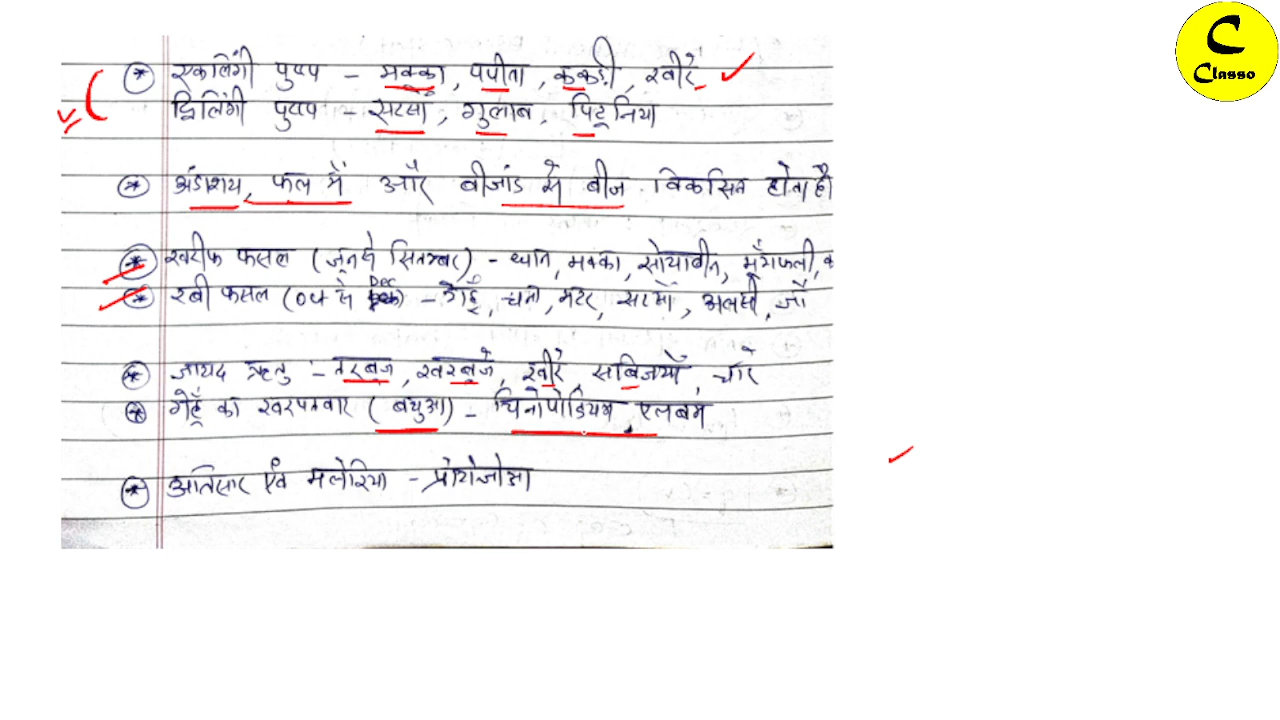 C
Classo
एकलिंगी पुष्प - मक्का, पपीता, ककड़ी, खीरे
द्विलिंगी पुष्प - सरसों, गुलाब, पिटूनिया
अंडाशय, फल में और बीजांड से बीज विकसित होता है
खरीफ फसल (जून से सितम्बर) - धान, मक्का, सोयाबीन, मूँगफली,
रबी फसल (Oct से Dec) - गेहूँ, चना, मटर, सरसों, अलसी, जौ
जायद ऋतु :- तरबूज, खरबूजे, खीरे, सब्जियाँ, चारे
गेहूँ का खरपतवार (बथुआ) - चिनोपोडियम एलबम
अतिसार एवं मलेरिया - प्रोटोजोआ